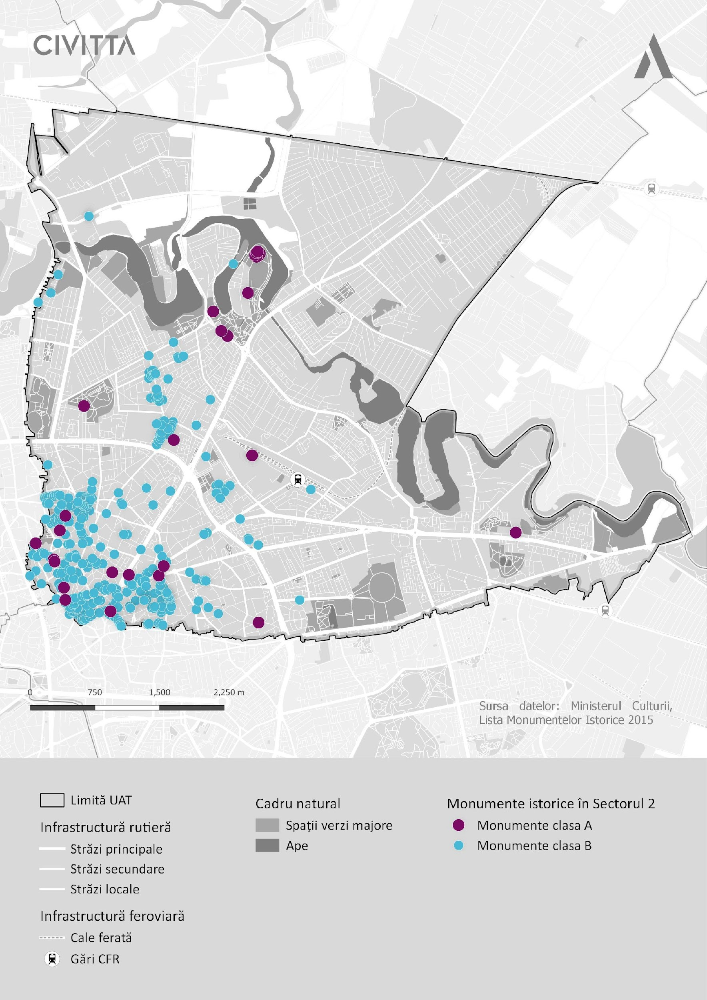 CIVITTA
0 750 1,500 2,250 m
Sursa datelor: Ministerul Culturii,
Lista Monumentelor Istorice 2015
Limită UAT
Infrastructură rutieră
Străzi principale
Străzi secundare
Străzi locale
Infrastructură feroviară
Cale ferată
Gări CFR
Cadru natural
Spații verzi majore
Ape
Monumente istorice în Sectorul 2
Monumente clasa A
Monumente clasa B